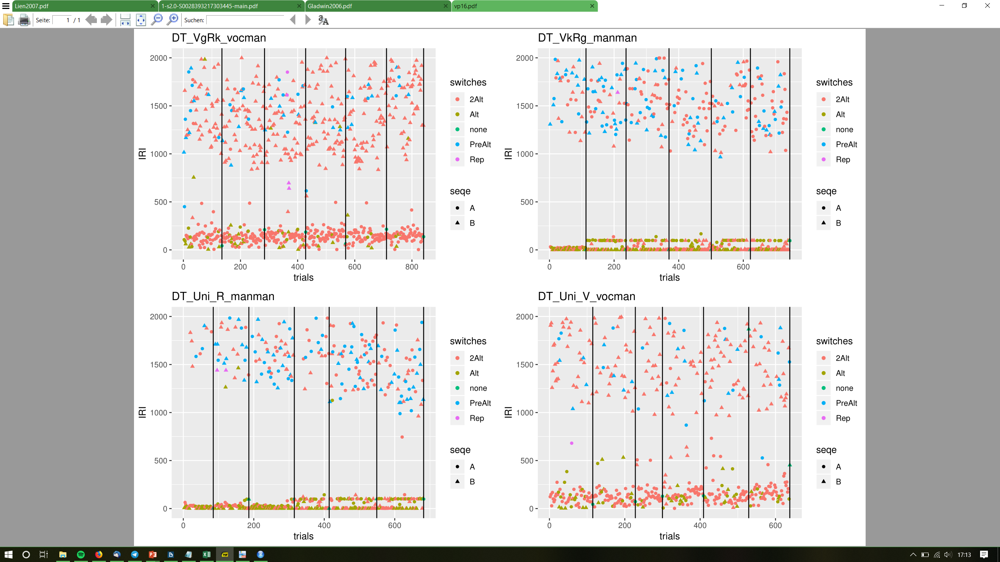 Lien2007.pdf
1-s2.0-S0028393217303445-main.pdf
Gladwin2006.pdf
vp16.pdf
Seite: 1 / 1 Suchen:
DT_VgRk_vocman
2000
1500
1000
500
0
IRI
0 200 400 600 800
trials
switches
2Alt
Alt
none
PreAlt
Rep
seqe
A
B
DT_VkRg_manman
2000
1500
1000
500
0
IRI
0 200 400 600
trials
switches
2Alt
Alt
none
PreAlt
Rep
seqe
A
B
DT_Uni_R_manman
2000
1500
1000
500
0
IRI
0 200 400 600
trials
switches
2Alt
Alt
none
PreAlt
Rep
seqe
A
B
DT_Uni_V_vocman
2000
1500
1000
500
0
IRI
0 200 400 600
trials
switches
2Alt
Alt
none
PreAlt
Rep
seqe
A
B
17:13